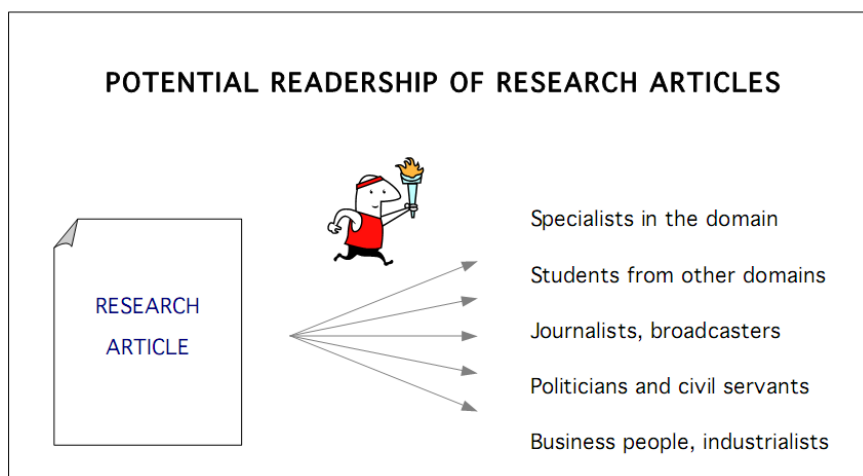 POTENTIAL READERSHIP OF RESEARCH ARTICLES
RESEARCH
ARTICLE
Specialists in the domain
Students from other domains
Journalists, broadcasters
Politicians and civil servants
Business people, industrialists